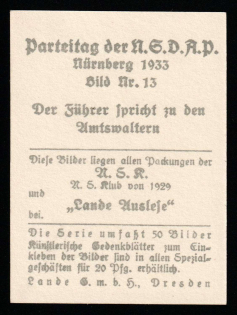 Parteitag der N.S.D.A.P.
Nürnberg 1933
Bild Nr. 13
Der Führer spricht zu den
Amtswaltern
Diese Bilder liegen allen Packungen der
N. S. K.
N. S. Klub von 1929
und
„Lande Auslese“
bei.
Die Serie umfaßt 50 Bilder
Künstlerische Gedenkblätter zum Ein-
kleben der Bilder sind in allen Spezial-
geschäften für 20 Pfg. erhältlich.
Lande G. m. b. H., Dresden